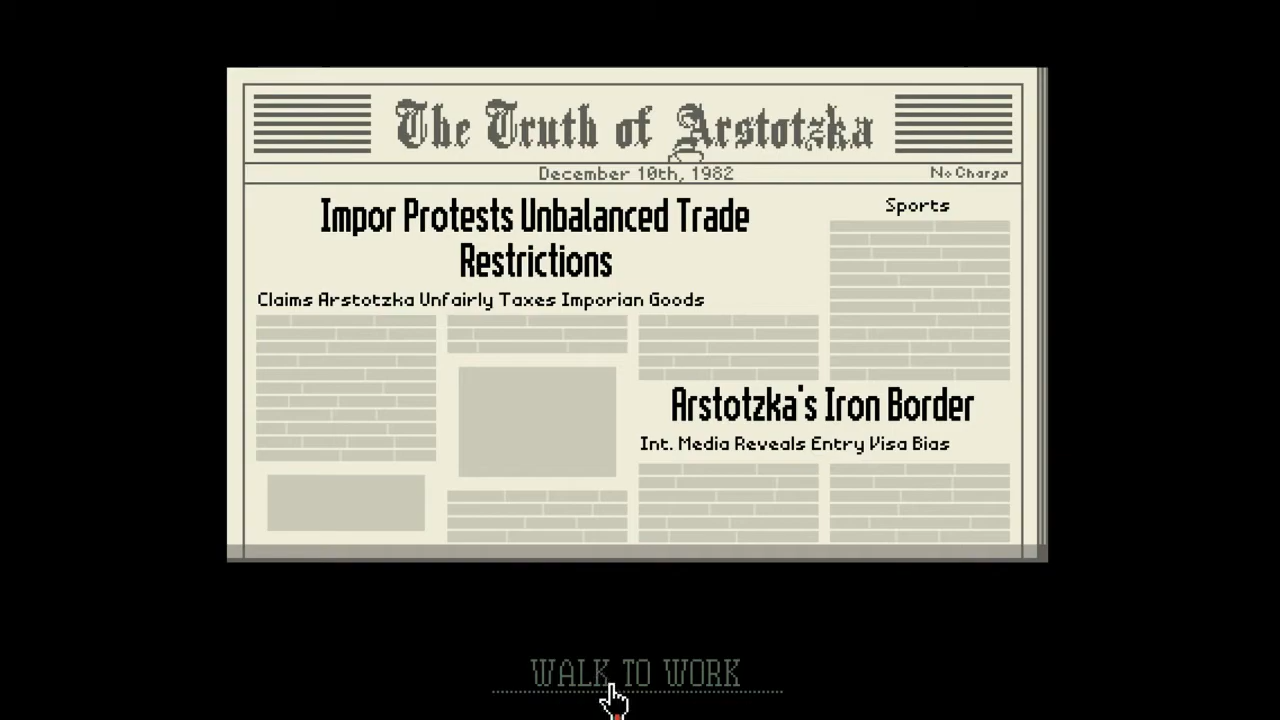 The Truth of Arstotzka
December 10th, 1982
No Charge
Impor Protests Unbalanced Trade
Restrictions
Claims Arstotzka Unfairly Taxes Imporian Goods
Sports
Arstotzka's Iron Border
Int. Media Reveals Entry Visa Bias
WALK TO WORK